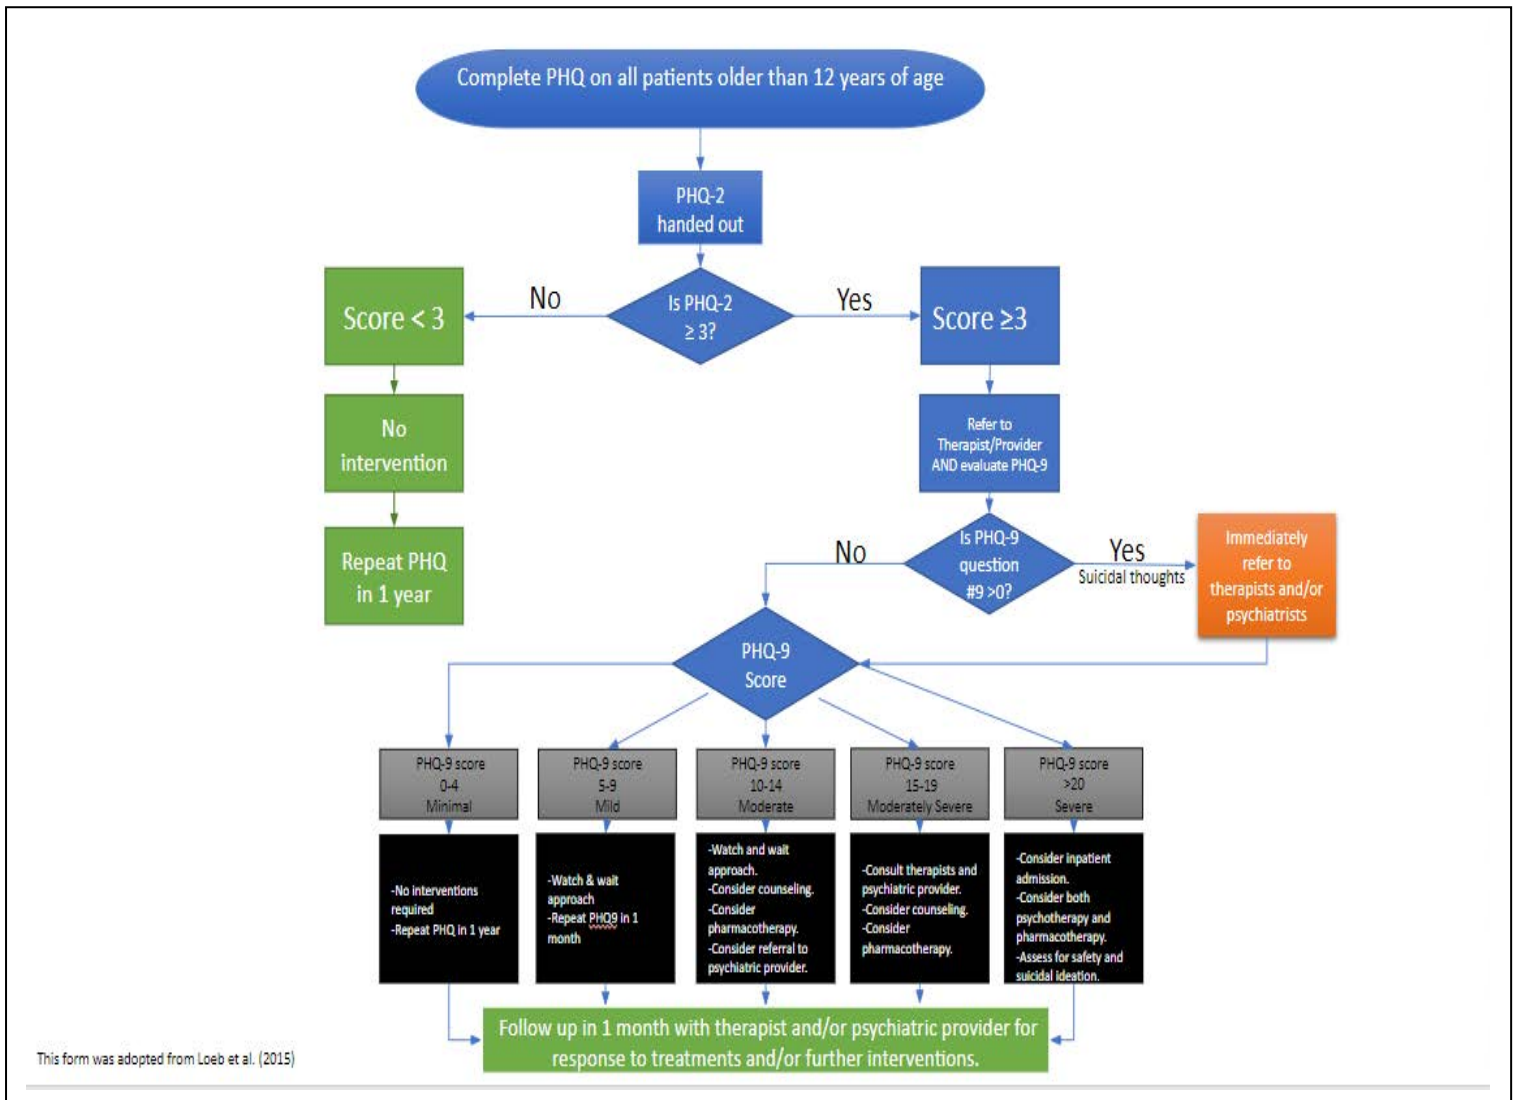 Complete PHQ on all patients older than 12 years of age
PHQ-2
handed out
Is PHQ-2
≥ 3?
No
Yes
Score < 3
Score ≥3
No
intervention
Refer to
Therapist/Provider
AND evaluate PHQ-9
Repeat PHQ
in 1 year
Is PHQ-9
question
#9 >0?
No
Yes
Suicidal thoughts
Immediately
refer to
therapists and/or
psychiatrists
PHQ-9
Score
PHQ-9 score
0-4
Minimal
PHQ-9 score
5-9
Mild
PHQ-9 score
10-14
Moderate
PHQ-9 score
15-19
Moderately Severe
PHQ-9 score
>20
Severe
-No interventions
required
-Repeat PHQ in 1 year
-Watch & wait
approach
-Repeat PHQ9 in 1
month
-Watch and wait
approach.
-Consider counseling.
-Consider
pharmacotherapy.
-Consider referral to
psychiatric provider.
-Consult therapists and
psychiatric provider.
-Consider counseling.
-Consider
pharmacotherapy.
-Consider inpatient
admission.
-Consider both
psychotherapy and
pharmacotherapy.
-Assess for safety and
suicidal ideation.
Follow up in 1 month with therapist and/or psychiatric provider for
response to treatments and/or further interventions.
This form was adopted from Loeb et al. (2015)